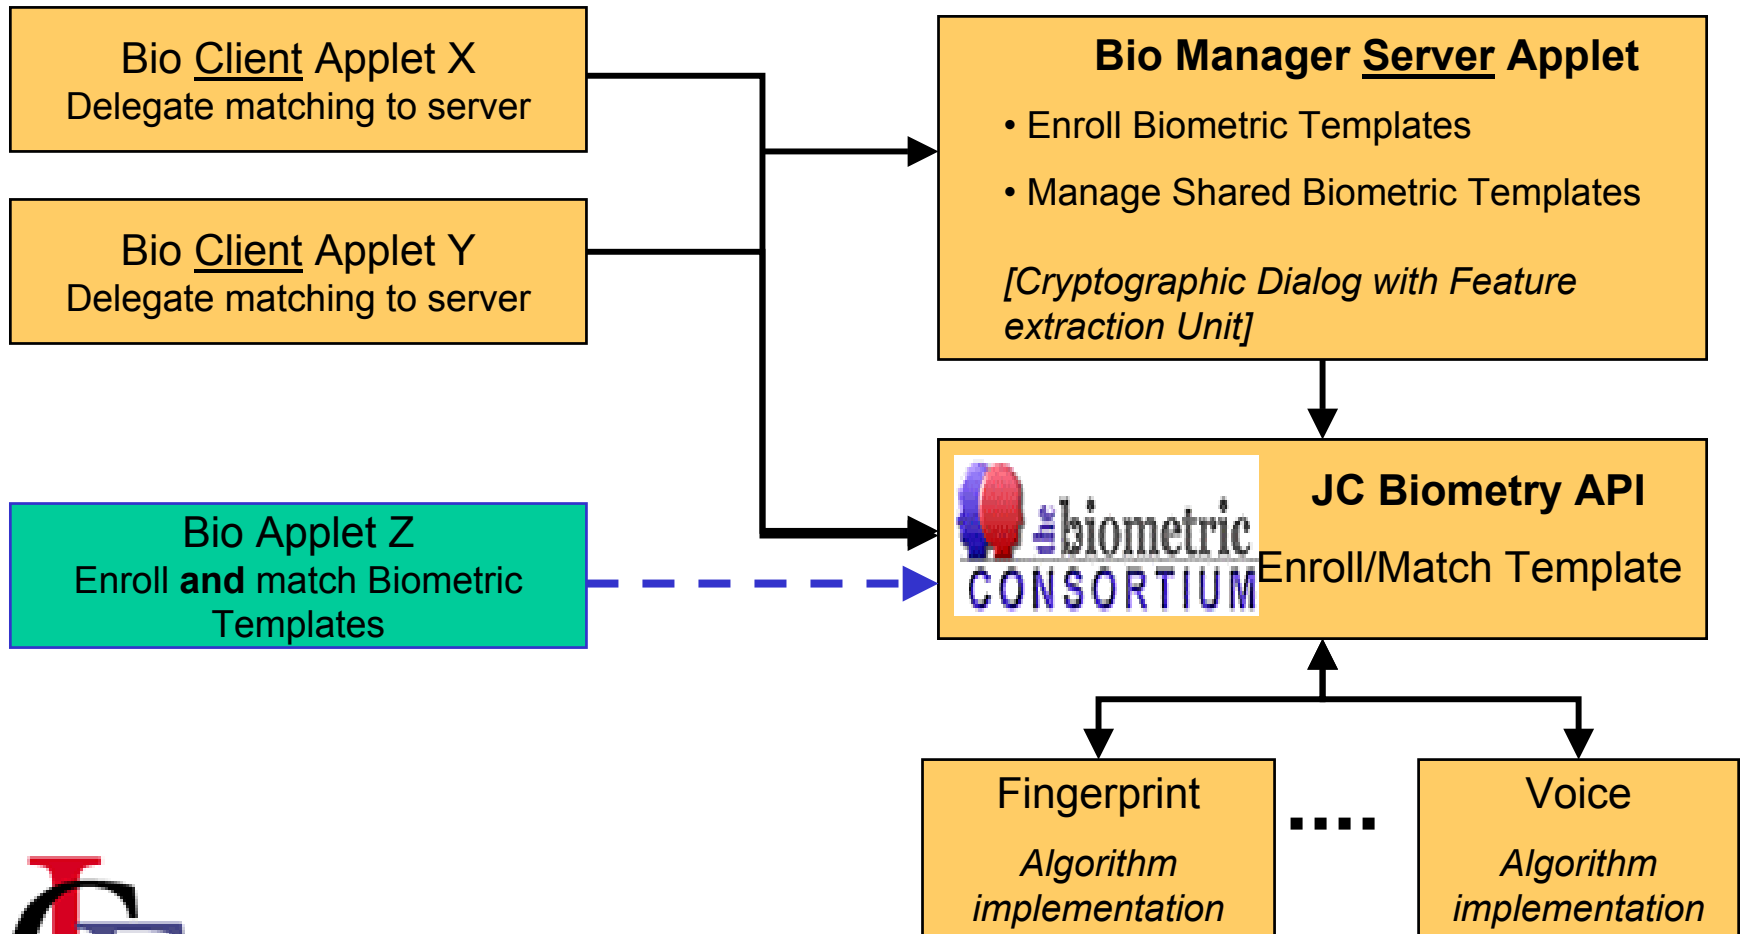 Bio Client Applet X
Delegate matching to server
Bio Client Applet Y
Delegate matching to server
Bio Applet Z
Enroll and match Biometric
Templates
Bio Manager Server Applet
• Enroll Biometric Templates
• Manage Shared Biometric Templates
[Cryptographic Dialog with Feature
extraction Unit]
the biometric
CONSORTIUM
JC Biometry API
Enroll/Match Template
Fingerprint
Algorithm
implementation
....
Voice
Algorithm
implementation